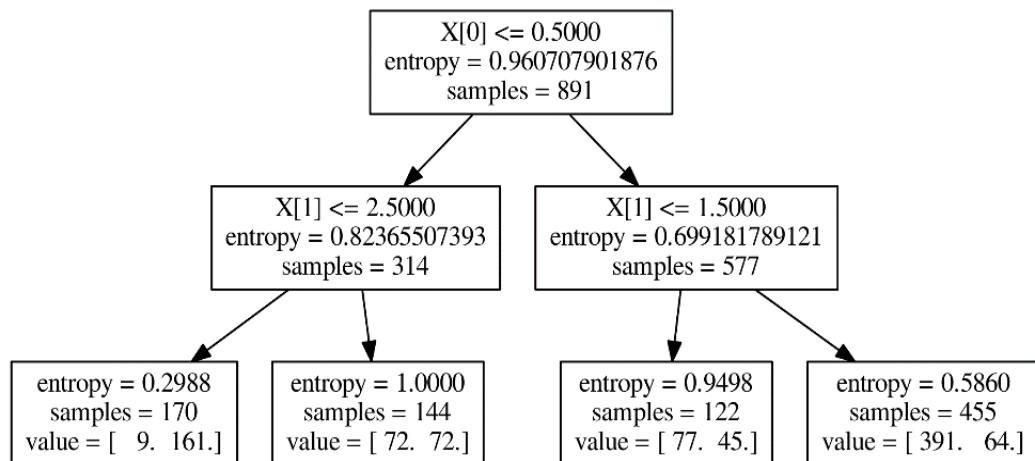 X[0] <= 0.5000
entropy = 0.960707901876
samples = 891
X[1] <= 2.5000
entropy = 0.82365507393
samples = 314
X[1] <= 1.5000
entropy = 0.699181789121
samples = 577
entropy = 0.2988
samples = 170
value = [   9.  161.]
entropy = 1.0000
samples = 144
value = [ 72.  72.]
entropy = 0.9498
samples = 122
value = [ 77.  45.]
entropy = 0.5860
samples = 455
value = [ 391.   64.]